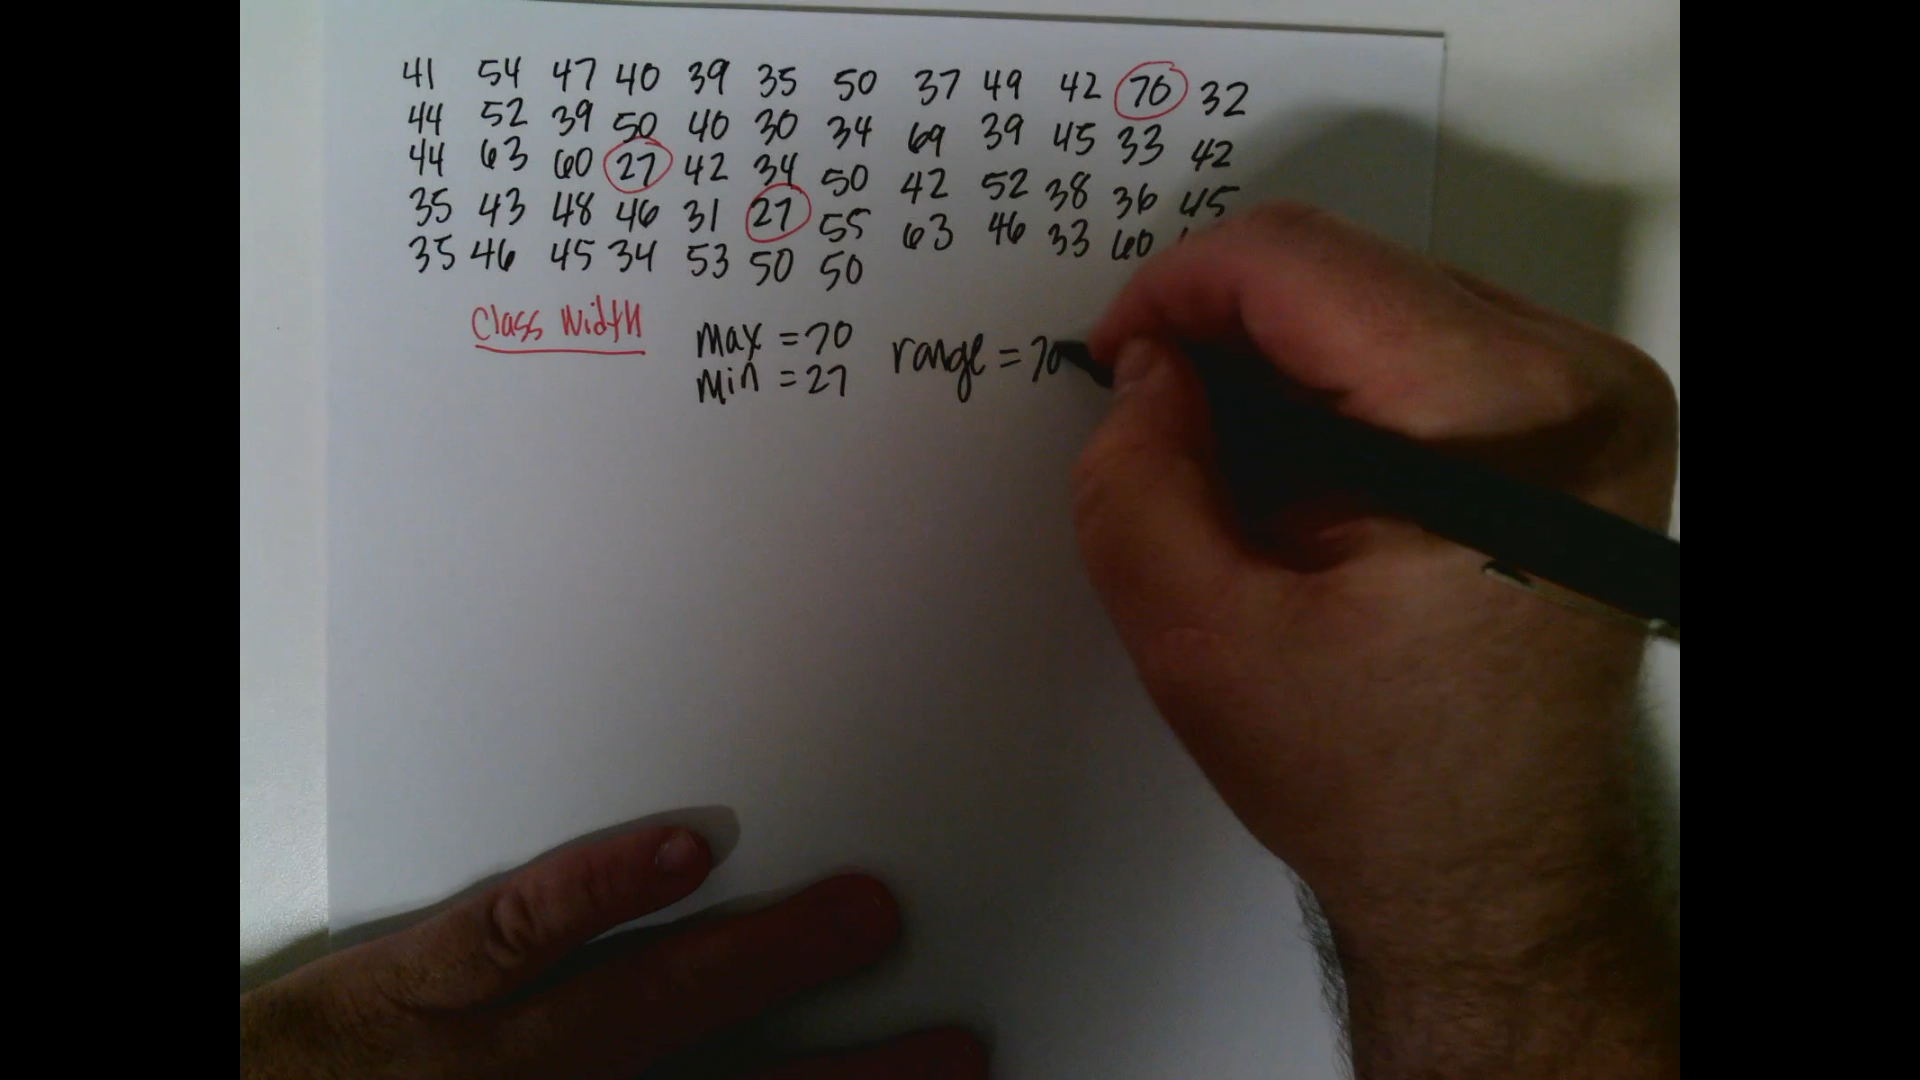 41 54 47 40 39 35 50 37 49 42 70 32
44 52 39 50 40 30 34 69 39 45 33 42
44 63 60 27 42 34 50 42 52 38 36 45
35 43 48 46 31 27 55 63 46 33 60
35 46 45 34 53 50 50
Class Width
max = 70
min = 27
range = 70